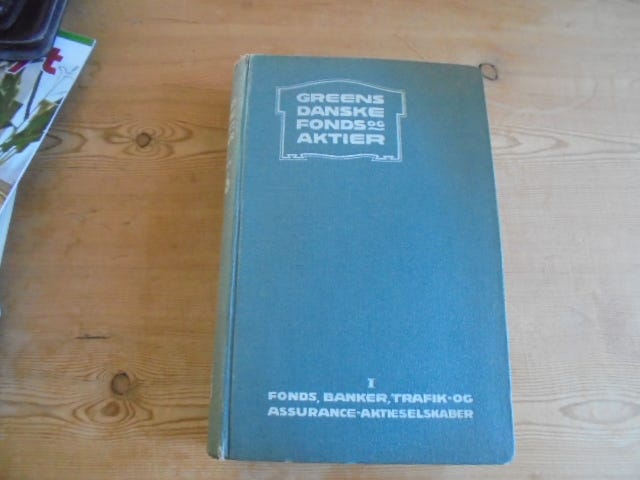 GREENS
DANSKE
FONDS OG
AKTIER
I
FONDS, BANKER, TRAFIK-OG
ASSURANCE-AKTIESELSKABER